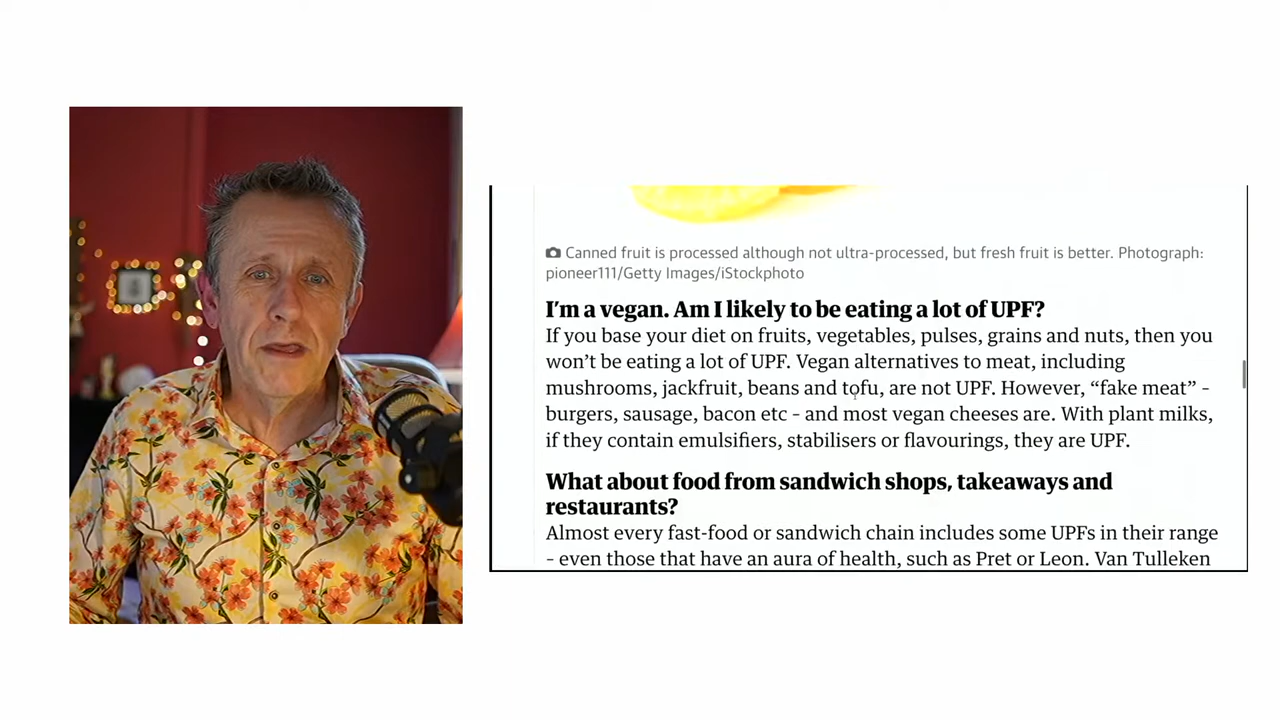 Canned fruit is processed although not ultra-processed, but fresh fruit is better. Photograph:
pioneer111/Getty Images/iStockphoto
I'm a vegan. Am I likely to be eating a lot of UPF?
If you base your diet on fruits, vegetables, pulses, grains and nuts, then you
won't be eating a lot of UPF. Vegan alternatives to meat, including
mushrooms, jackfruit, beans and tofu, are not UPF. However, “fake meat” -
burgers, sausage, bacon etc - and most vegan cheeses are. With plant milks,
if they contain emulsifiers, stabilisers or flavourings, they are UPF.
What about food from sandwich shops, takeaways and
restaurants?
Almost every fast-food or sandwich chain includes some UPFs in their range
- even those that have an aura of health, such as Pret or Leon. Van Tulleken